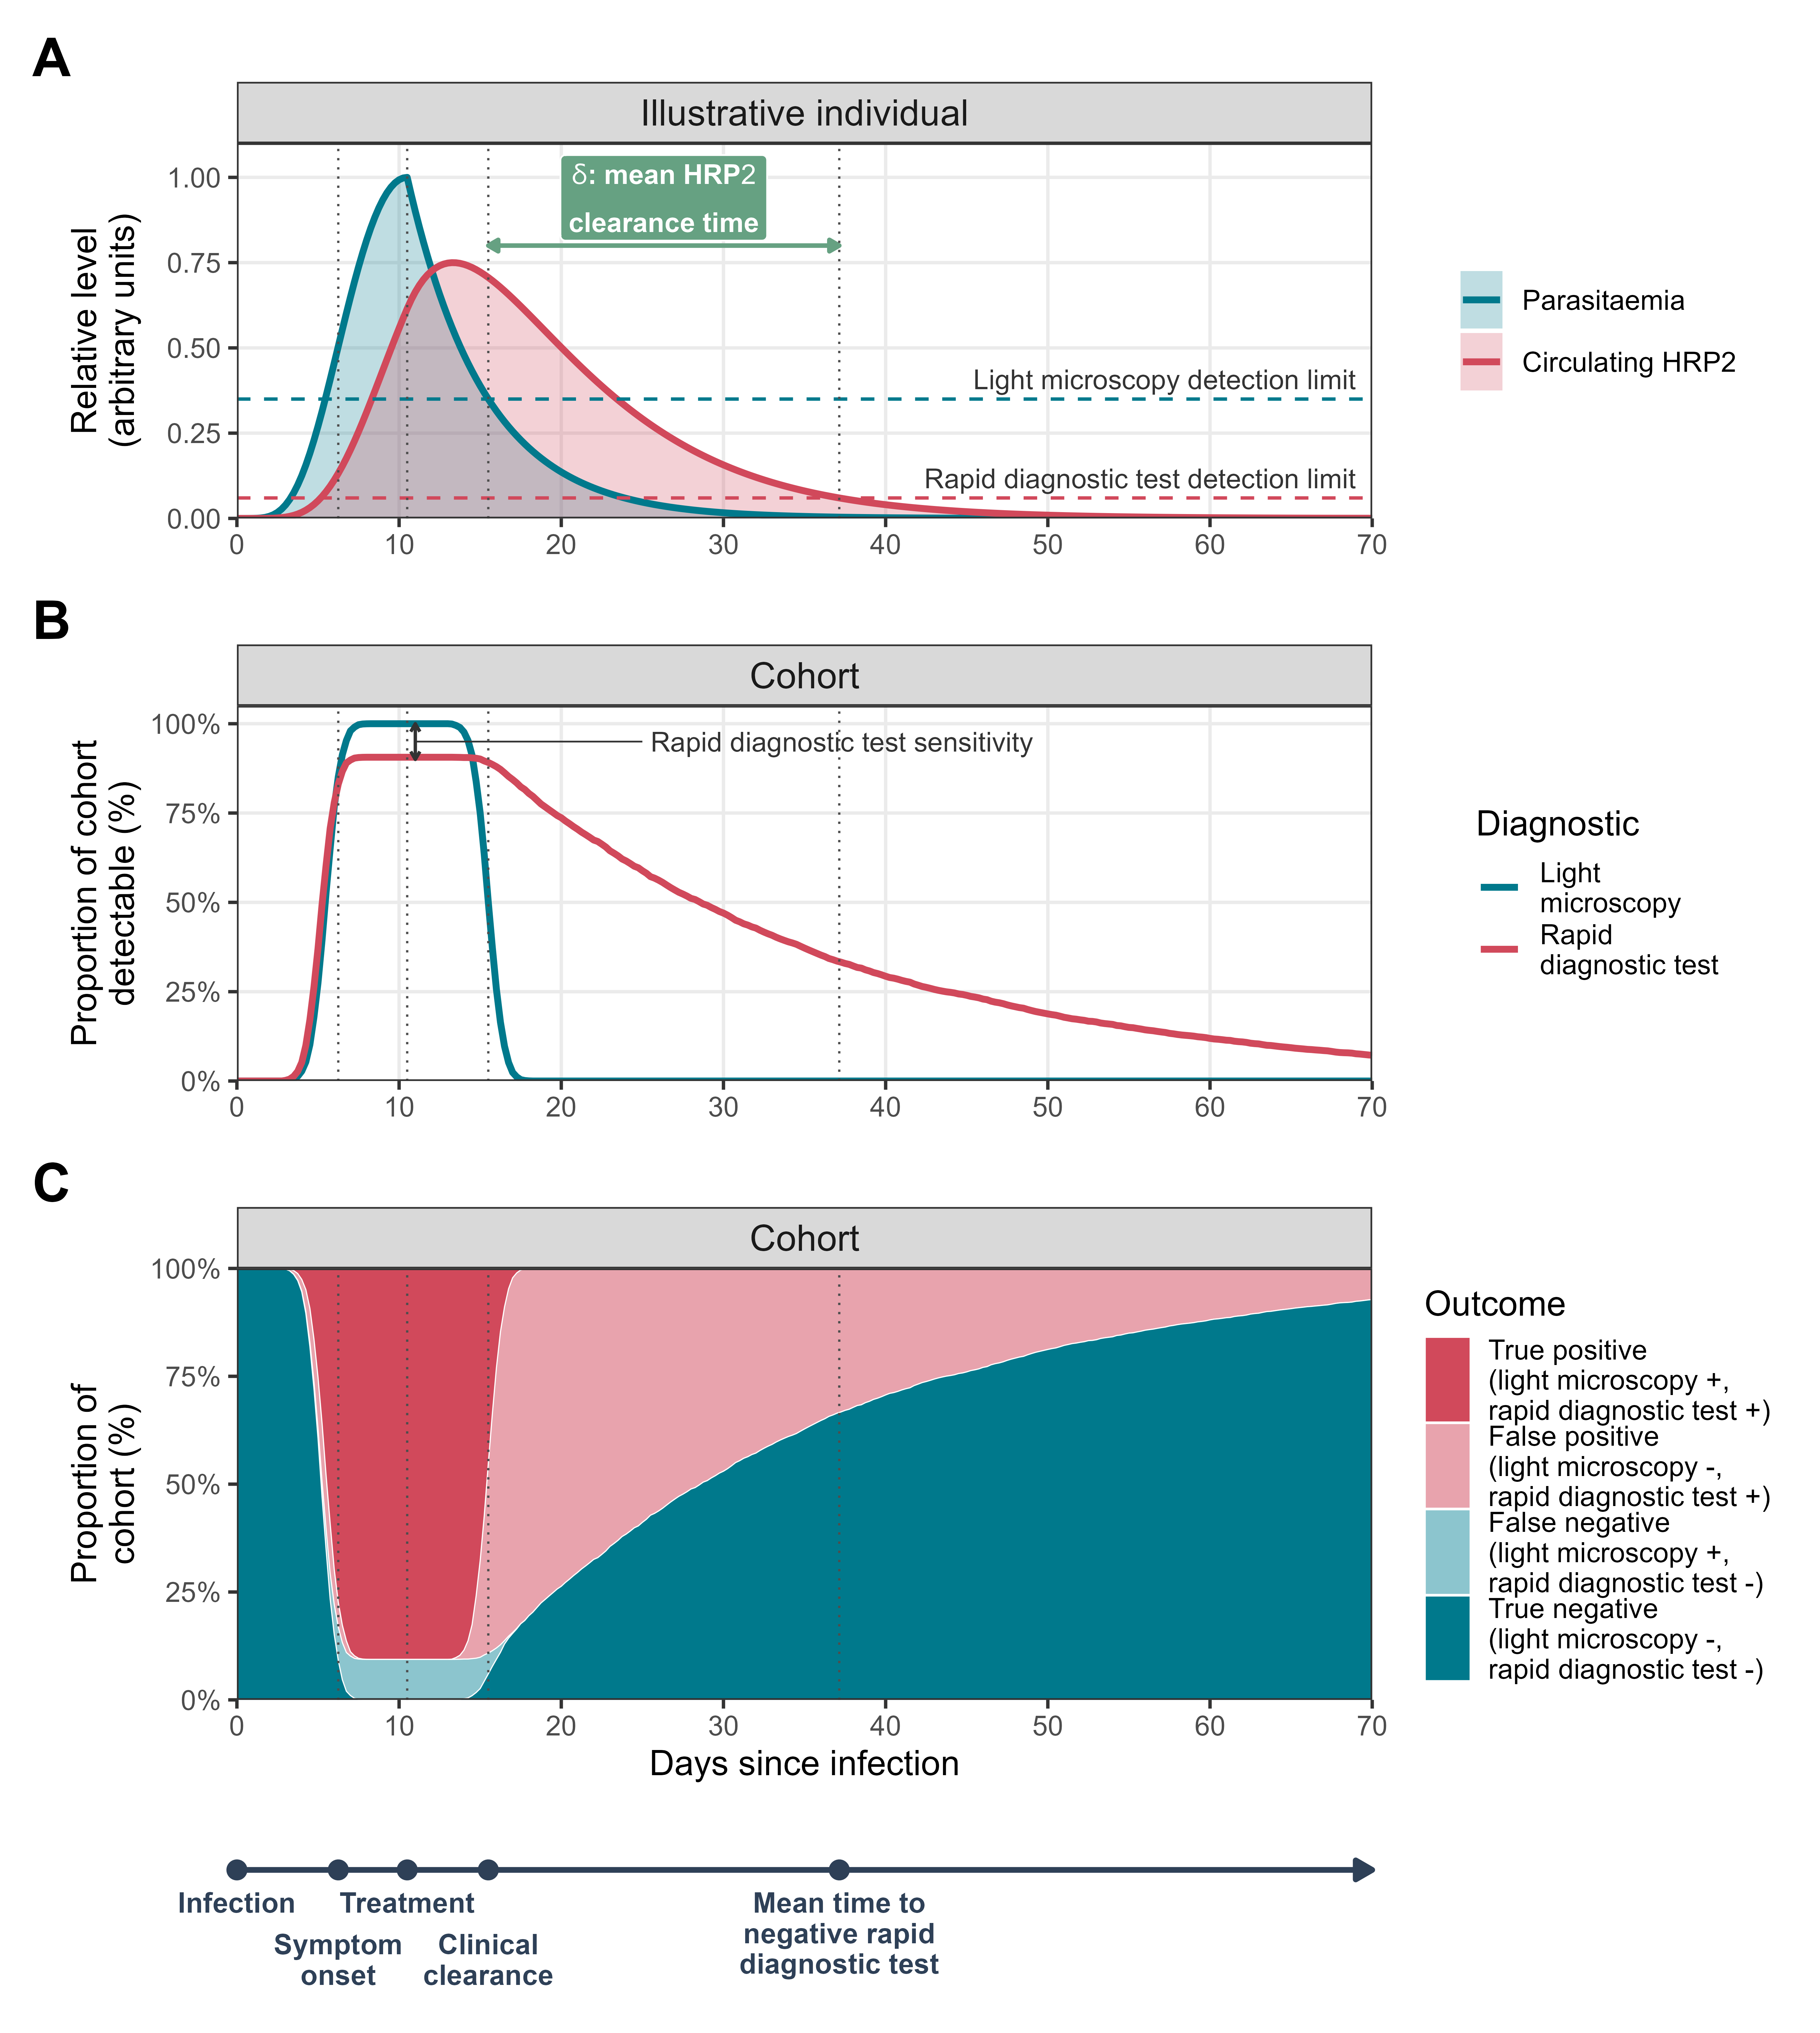 A
Illustrative individual
δ: mean HRP2
clearance time
1.00
0.75
0.50
0.25
0.00
Relative level
(arbitrary units)
Light microscopy detection limit
Rapid diagnostic test detection limit
0 10 20 30 40 50 60 70
Parasitaemia
Circulating HRP2
B
Cohort
100%
75%
50%
25%
0%
Proportion of cohort
detectable (%)
Rapid diagnostic test sensitivity
0 10 20 30 40 50 60 70
Diagnostic
Light
microscopy
Rapid
diagnostic test
C
Cohort
100%
75%
50%
25%
0%
Proportion of
cohort (%)
0 10 20 30 40 50 60 70
Days since infection
Outcome
True positive
(light microscopy +,
rapid diagnostic test +)
False positive
(light microscopy -,
rapid diagnostic test +)
False negative
(light microscopy +,
rapid diagnostic test -)
True negative
(light microscopy -,
rapid diagnostic test -)
Infection
Symptom
onset
Treatment
Clinical
clearance
Mean time to
negative rapid
diagnostic test